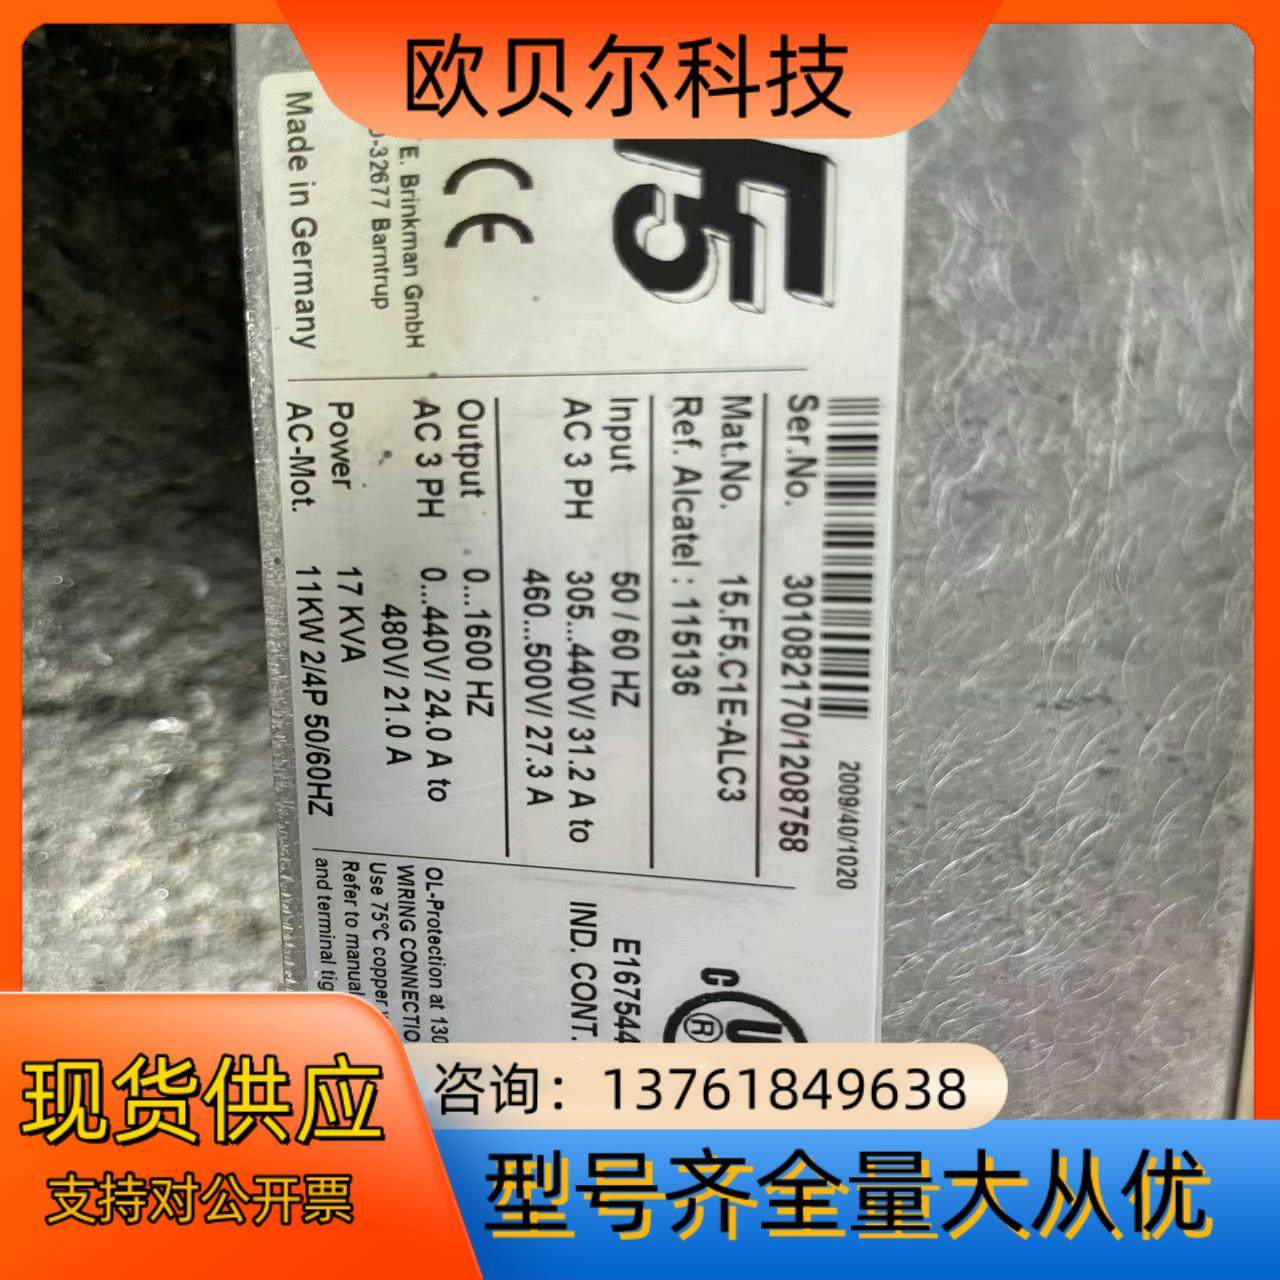 欧贝尔科技
F5
CE
E. Brinkman GmbH
D-32677 Barntrup
Made in Germany
2009/40/1020
Ser.No. 301082170/1208758
Mat.No. 15.F5.C1E-ALC3
Ref. Alcatel : 115136
Input 50 / 60 HZ
AC 3 PH 305...440V/ 31.2 A to
460...500V/ 27.3 A
Output 0...1600 HZ
AC 3 PH 0...440V/ 24.0 A to
480V/ 21.0 A
Power 17 KVA
AC-Mot. 11KW 2/4P 50/60HZ
C U
®
E167544
IND. CONT.
OL-Protection at 130
WIRING CONNECTIO
Use 75°C copper
Refer to manual
and terminal tig
咨询：13761849638
现货供应
支持对公开票
型号齐全量大从优